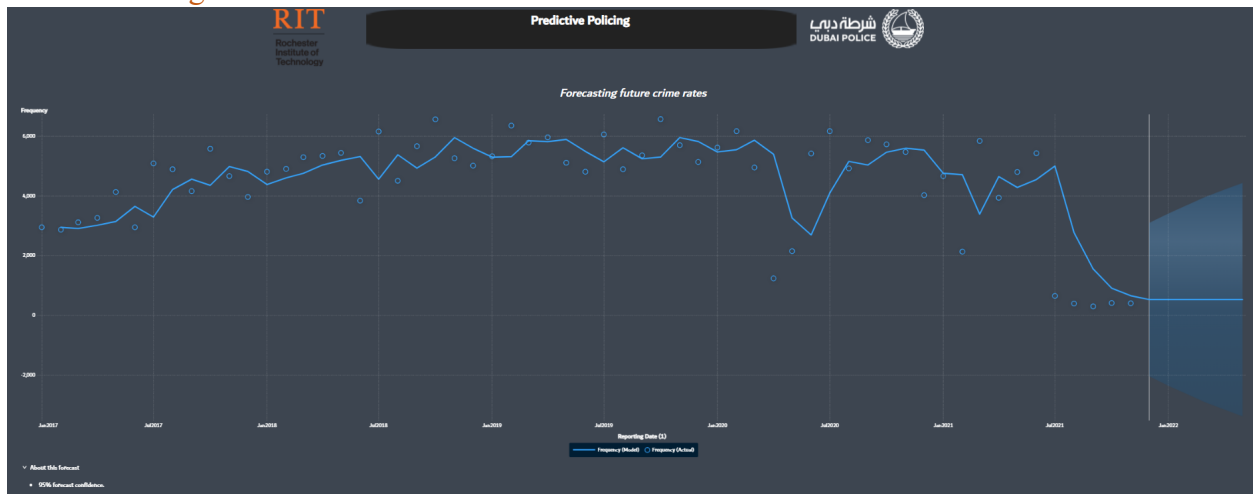 RIT
Rochester
Institute of
Technology
Predictive Policing
شرطة دبي
DUBAI POLICE
Forecasting future crime rates
Frequency
6,000
4,000
2,000
0
-2,000
Jan2017 Jul2017 Jan2018 Jul2018 Jan2019 Jul2019 Jan2020 Jul2020 Jan2021 Jul2021 Jan2022
Reporting Date (1)
Frequency (Model) Frequency (Actual)
About this forecast
95% forecast confidence.